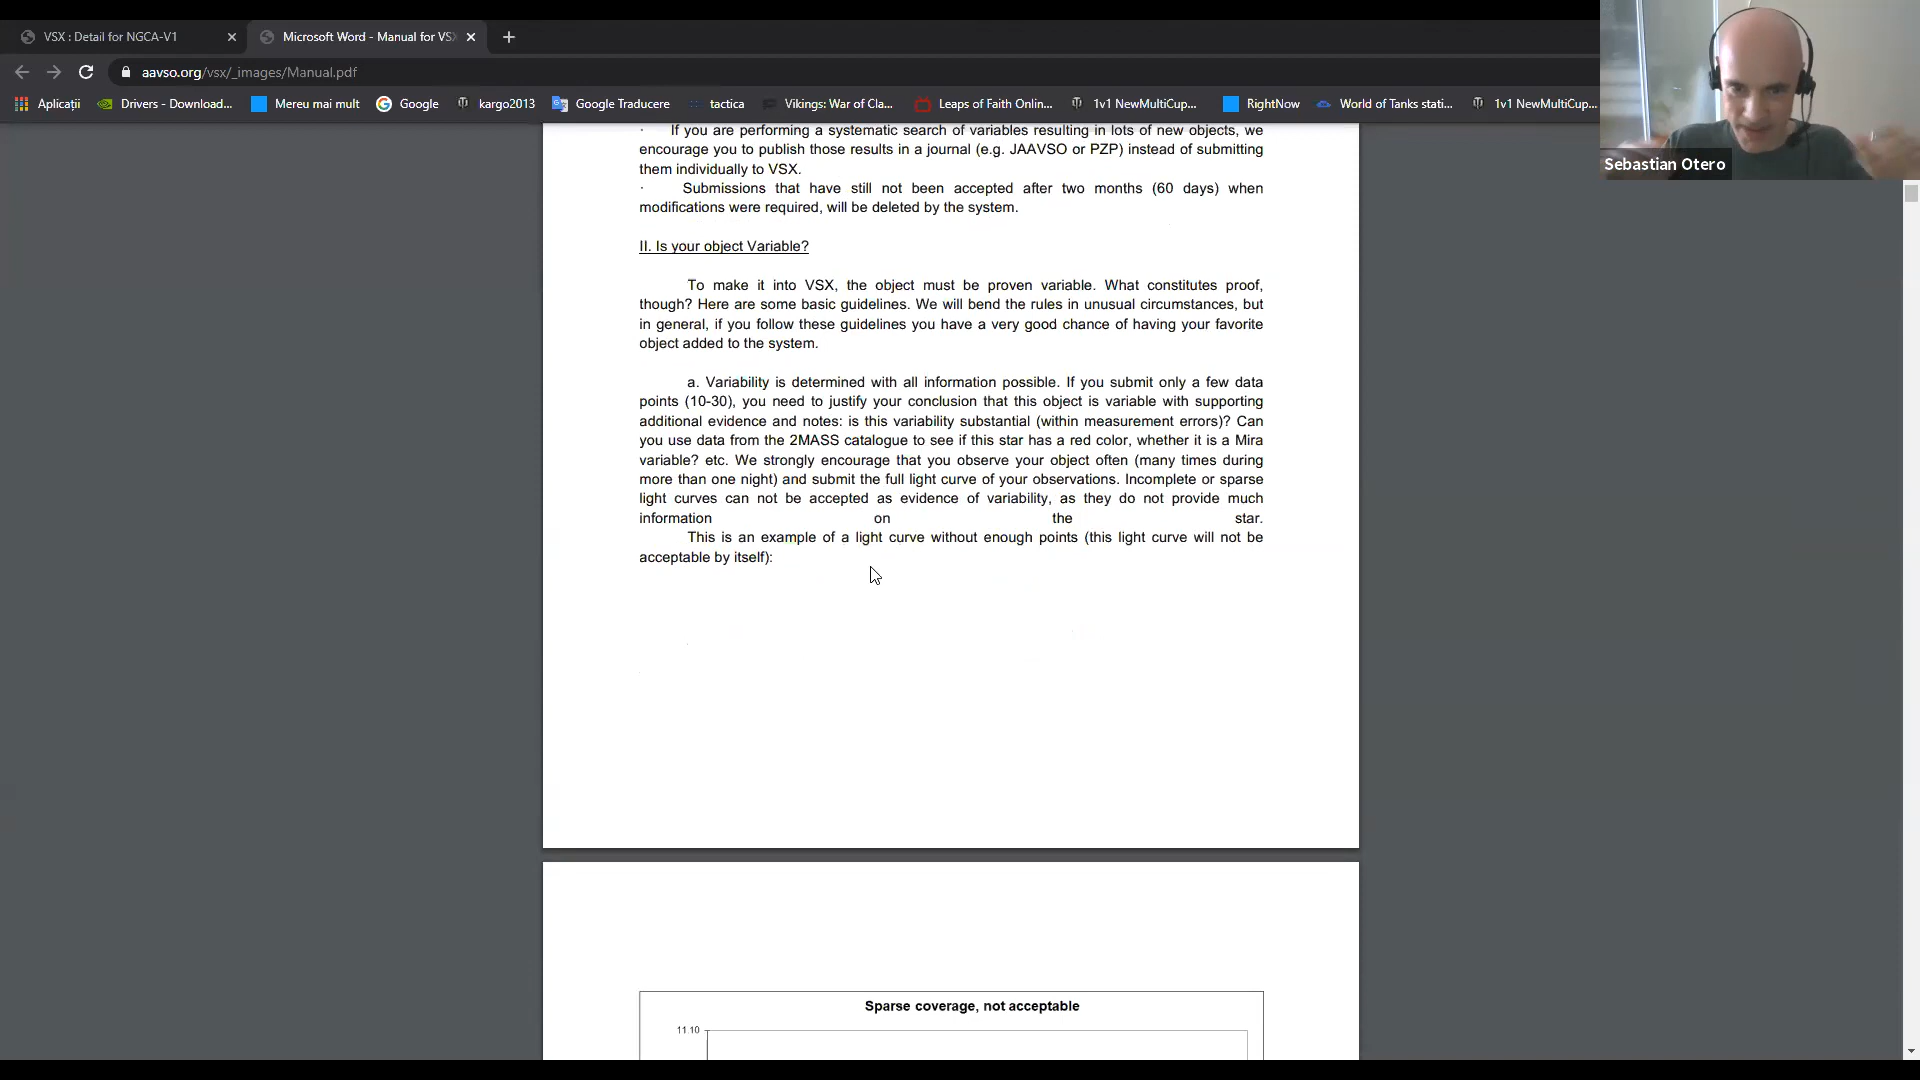 VSX : Detail for NGCA-V1
Microsoft Word - Manual for VS
aavso.org/vsx/_images/Manual.pdf
Aplicații
Drivers - Download...
Mereu mai mult
Google
kargo2013
Google Traducere
tactica
Vikings: War of Cla...
Leaps of Faith Onlin...
1v1 NewMultiCup...
RightNow
World of Tanks stati...
1v1 NewMultiCup...
Sebastian Otero
· If you are performing a systematic search of variables resulting in lots of new objects, we
encourage you to publish those results in a journal (e.g. JAAVSO or PZP) instead of submitting
them individually to VSX.
· Submissions that have still not been accepted after two months (60 days) when
modifications were required, will be deleted by the system.
II. Is your object Variable?
To make it into VSX, the object must be proven variable. What constitutes proof,
though? Here are some basic guidelines. We will bend the rules in unusual circumstances, but
in general, if you follow these guidelines you have a very good chance of having your favorite
object added to the system.
a. Variability is determined with all information possible. If you submit only a few data
points (10-30), you need to justify your conclusion that this object is variable with supporting
additional evidence and notes: is this variability substantial (within measurement errors)? Can
you use data from the 2MASS catalogue to see if this star has a red color, whether it is a Mira
variable? etc. We strongly encourage that you observe your object often (many times during
more than one night) and submit the full light curve of your observations. Incomplete or sparse
light curves can not be accepted as evidence of variability, as they do not provide much
information on the star.
This is an example of a light curve without enough points (this light curve will not be
acceptable by itself):
Sparse coverage, not acceptable
11.10